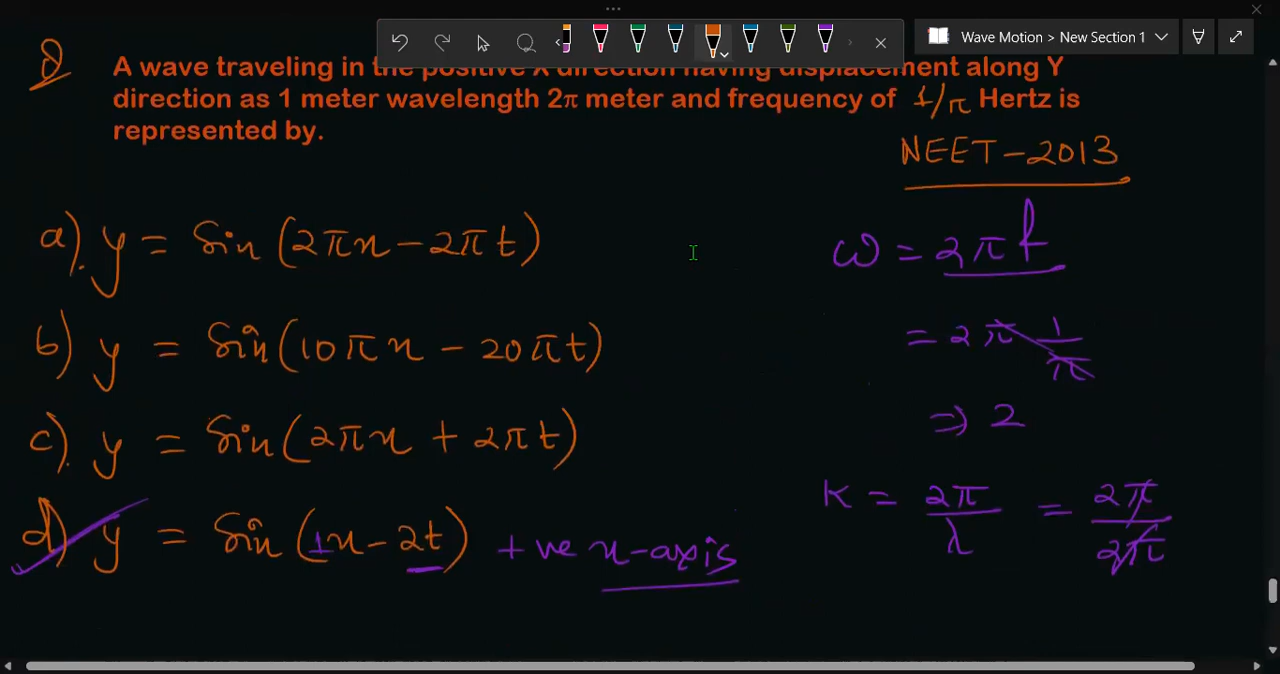 Wave Motion > New Section 1
Q
A wave traveling in the positive X direction having displacement along Y
direction as 1 meter wavelength 2π meter and frequency of 1/π Hertz is
represented by.
NEET-2013
a). y = Sin (2πx - 2πt)
b) y = Sin (10πx - 20πt)
c). y = Sin (2πx + 2πt)
d) y = Sin (1x - 2t) +ve x-axis
ω = 2πf
= 2π 1/π
⇒ 2
K = 2π/λ = 2π/2π